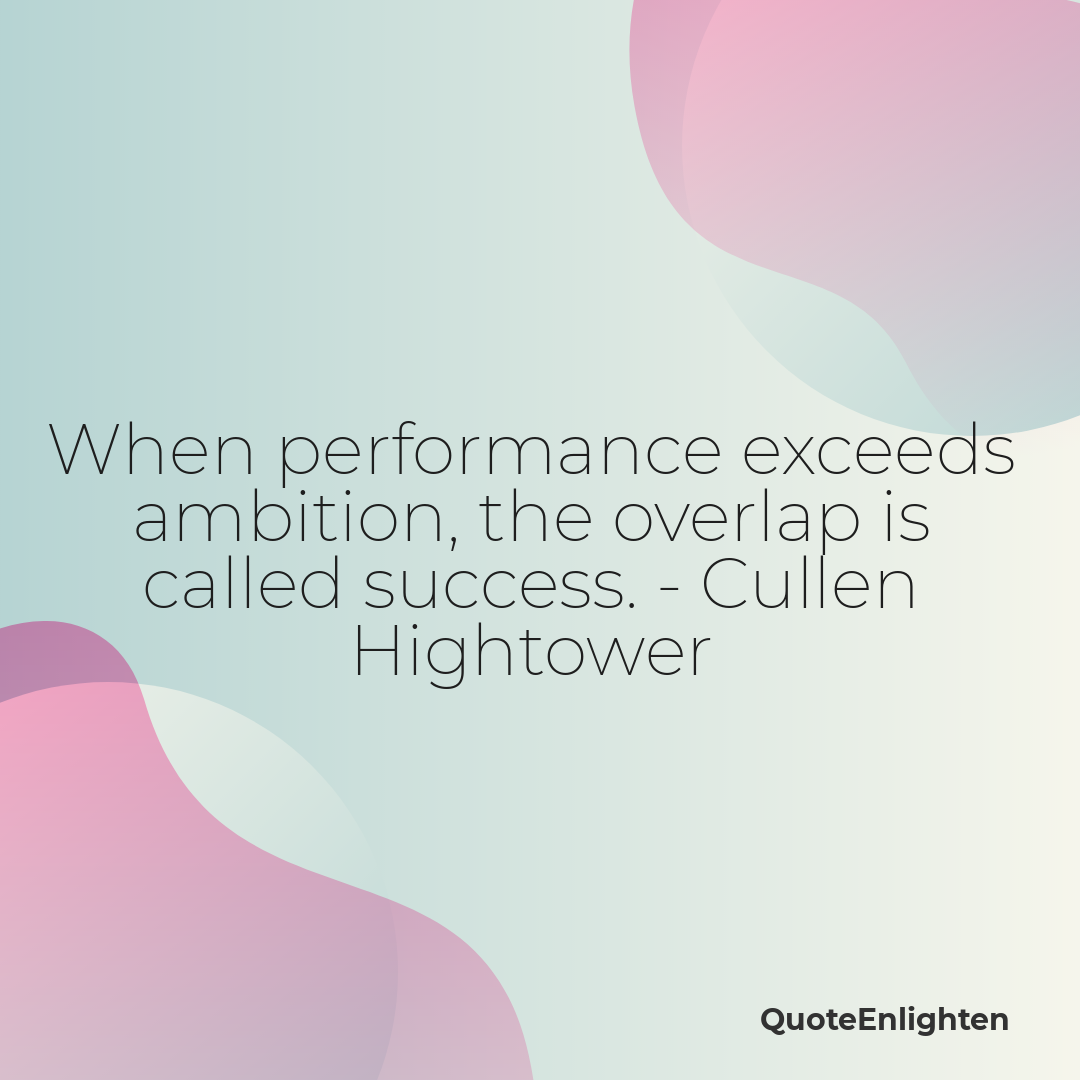 When performance exceeds
ambition, the overlap is
called success. - Cullen
Hightower
QuoteEnlighten